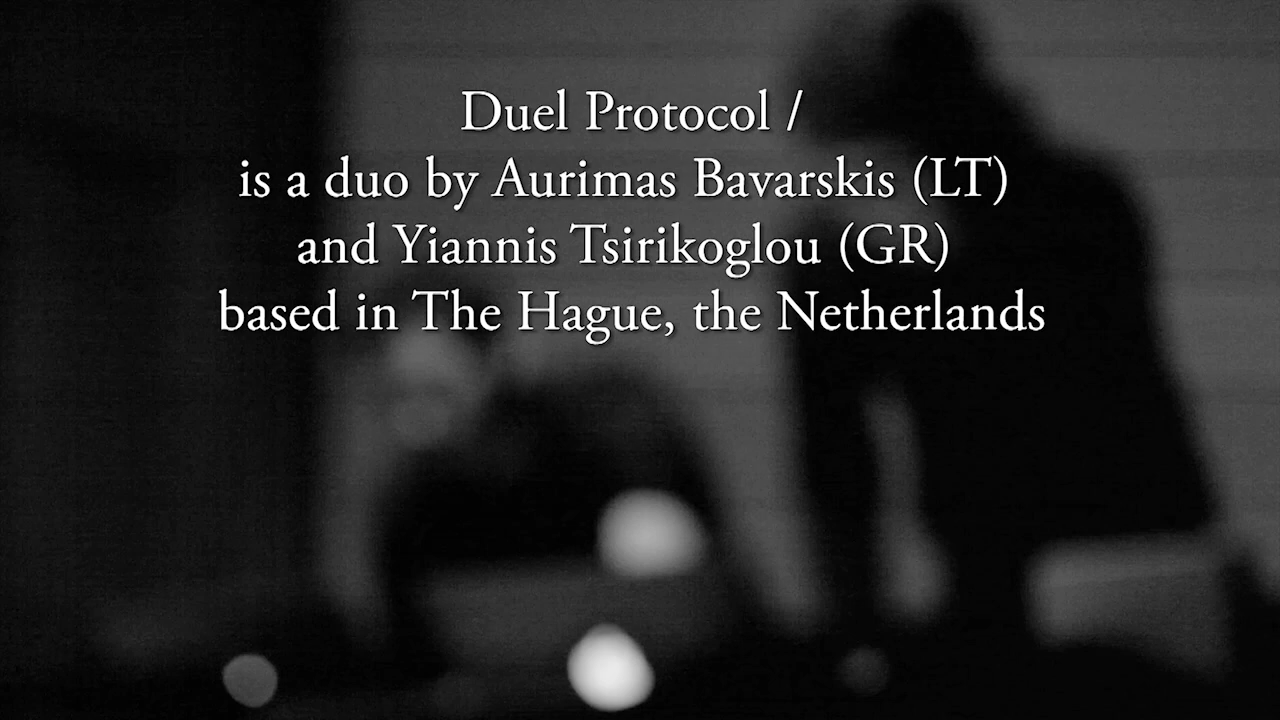 Duel Protocol /
is a duo by Aurimas Bavarskis (LT)
and Yiannis Tsirikoglou (GR)
based in The Hague, the Netherlands